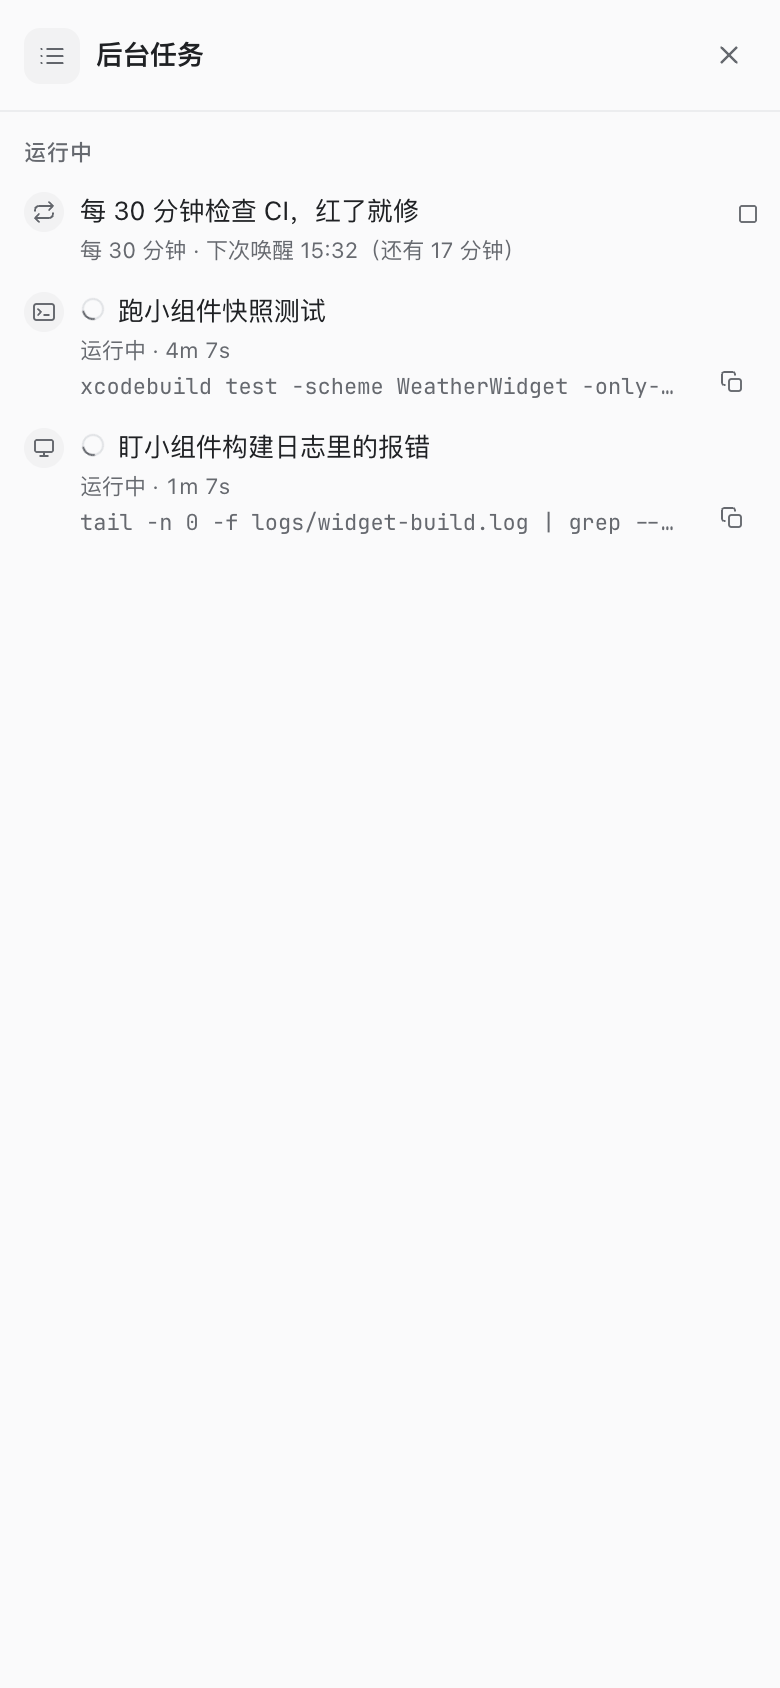 后台任务
运行中
每 30 分钟检查 CI，红了就修
每 30 分钟 · 下次唤醒 15:32（还有 17 分钟）
跑小组件快照测试
运行中 · 4m 7s
xcodebuild test -scheme WeatherWidget -only-…
盯小组件构建日志里的报错
运行中 · 1m 7s
tail -n 0 -f logs/widget-build.log | grep --…